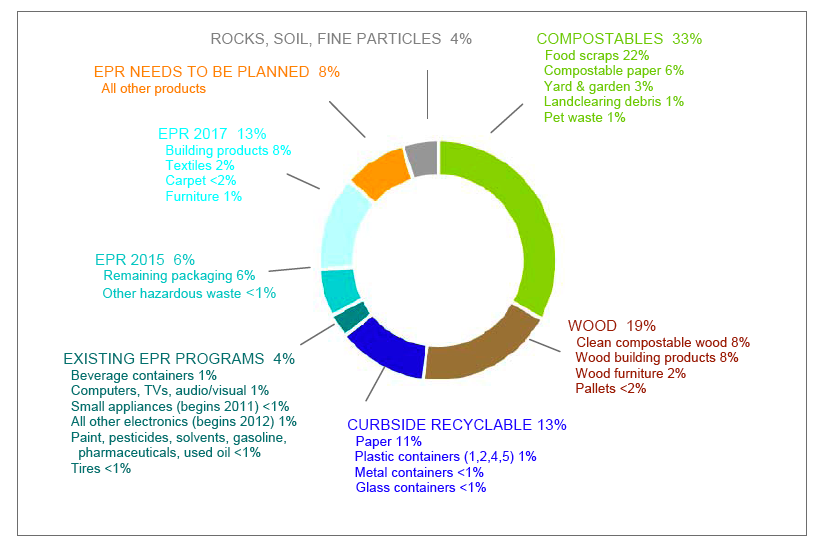 ROCKS, SOIL, FINE PARTICLES 4%
COMPOSTABLES 33%
Food scraps 22%
Compostable paper 6%
Yard & garden 3%
Landclearing debris 1%
Pet waste 1%
EPR NEEDS TO BE PLANNED 8%
All other products
EPR 2017 13%
Building products 8%
Textiles 2%
Carpet <2%
Furniture 1%
EPR 2015 6%
Remaining packaging 6%
Other hazardous waste <1%
WOOD 19%
Clean compostable wood 8%
Wood building products 8%
Wood furniture 2%
Pallets <2%
EXISTING EPR PROGRAMS 4%
Beverage containers 1%
Computers, TVs, audio/visual 1%
Small appliances (begins 2011) <1%
All other electronics (begins 2012) 1%
Paint, pesticides, solvents, gasoline,
pharmaceuticals, used oil <1%
Tires <1%
CURBSIDE RECYCLABLE 13%
Paper 11%
Plastic containers (1,2,4,5) 1%
Metal containers <1%
Glass containers <1%